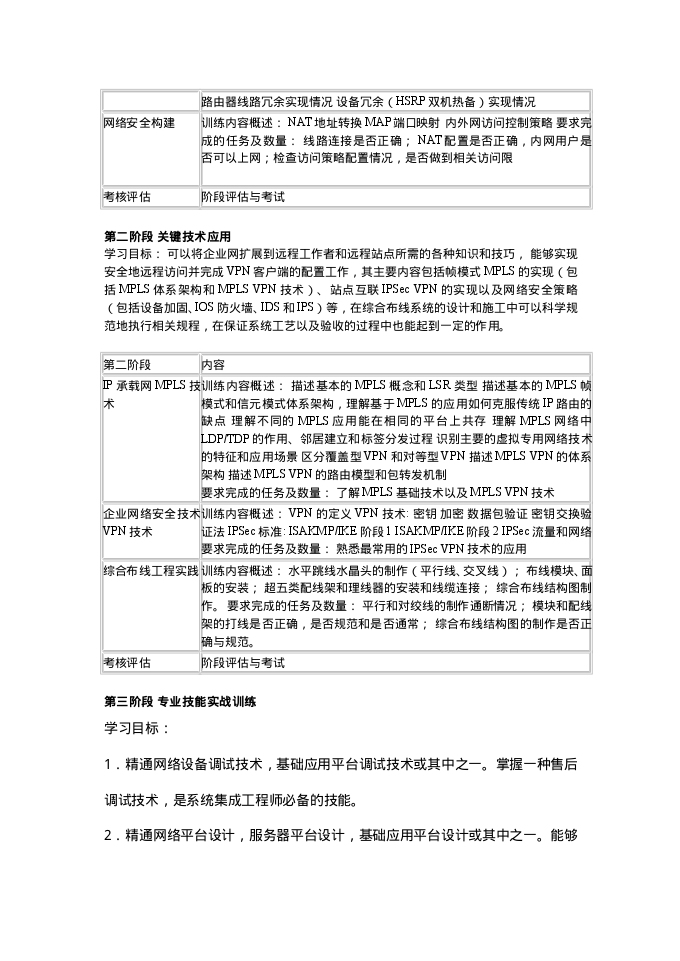 路由器线路冗余实现情况 设备冗余（HSRP 双机热备）实现情况
网络安全构建
训练内容概述： NAT 地址转换 MAP 端口映射 内外网访问控制策略 要求完
成的任务及数量： 线路连接是否正确； NAT 配置是否正确，内网用户是
否可以上网；检查访问策略配置情况，是否做到相关访问限
考核评估
阶段评估与考试
第二阶段 关键技术应用
学习目标： 可以将企业网扩展到远程工作者和远程站点所需的各种知识和技巧， 能够实现
安全地远程访问并完成 VPN 客户端的配置工作，其主要内容包括帧模式 MPLS 的实现（包
括 MPLS 体系架构和 MPLS VPN 技术）、 站点互联 IPSec VPN 的实现以及网络安全策略
（包括设备加固、IOS 防火墙、IDS 和 IPS）等，在综合布线系统的设计和施工中可以科学规
范地执行相关规程，在保证系统工艺以及验收的过程中也能起到一定的作用。
第二阶段
内容
IP 承载网 MPLS 技
术
训练内容概述： 描述基本的 MPLS 概念和 LSR 类型 描述基本的 MPLS 帧
模式和信元模式体系架构，理解基于 MPLS 的应用如何克服传统 IP 路由的
缺点 理解不同的 MPLS 应用能在相同的平台上共存 理解 MPLS 网络中
LDP/TDP 的作用、邻居建立和标签分发过程 识别主要的虚拟专用网络技术
的特征和应用场景 区分覆盖型 VPN 和对等型 VPN 描述 MPLS VPN 的体系
架构 描述 MPLS VPN 的路由模型和包转发机制
要求完成的任务及数量： 了解 MPLS 基础技术以及 MPLS VPN 技术
企业网络安全技术
VPN 技术
训练内容概述： VPN 的定义 VPN 技术: 密钥 加密 数据包验证 密钥交换验
证法 IPSec 标准: ISAKMP/IKE 阶段 1 ISAKMP/IKE 阶段 2 IPSec 流量和网络
要求完成的任务及数量： 熟悉最常用的 IPSec VPN 技术的应用
综合布线工程实践
训练内容概述： 水平跳线水晶头的制作（平行线、交叉线）； 布线模块、面
板的安装； 超五类配线架和理线器的安装和线缆连接； 综合布线结构图制
作。 要求完成的任务及数量： 平行和对绞线的制作通断情况； 模块和配线
架的打线是否正确，是否规范和是否通常； 综合布线结构图的制作是否正
确与规范。
考核评估
阶段评估与考试
第三阶段 专业技能实战训练
学习目标：
1．精通网络设备调试技术，基础应用平台调试技术或其中之一。掌握一种售后
调试技术，是系统集成工程师必备的技能。
2．精通网络平台设计，服务器平台设计，基础应用平台设计或其中之一。能够